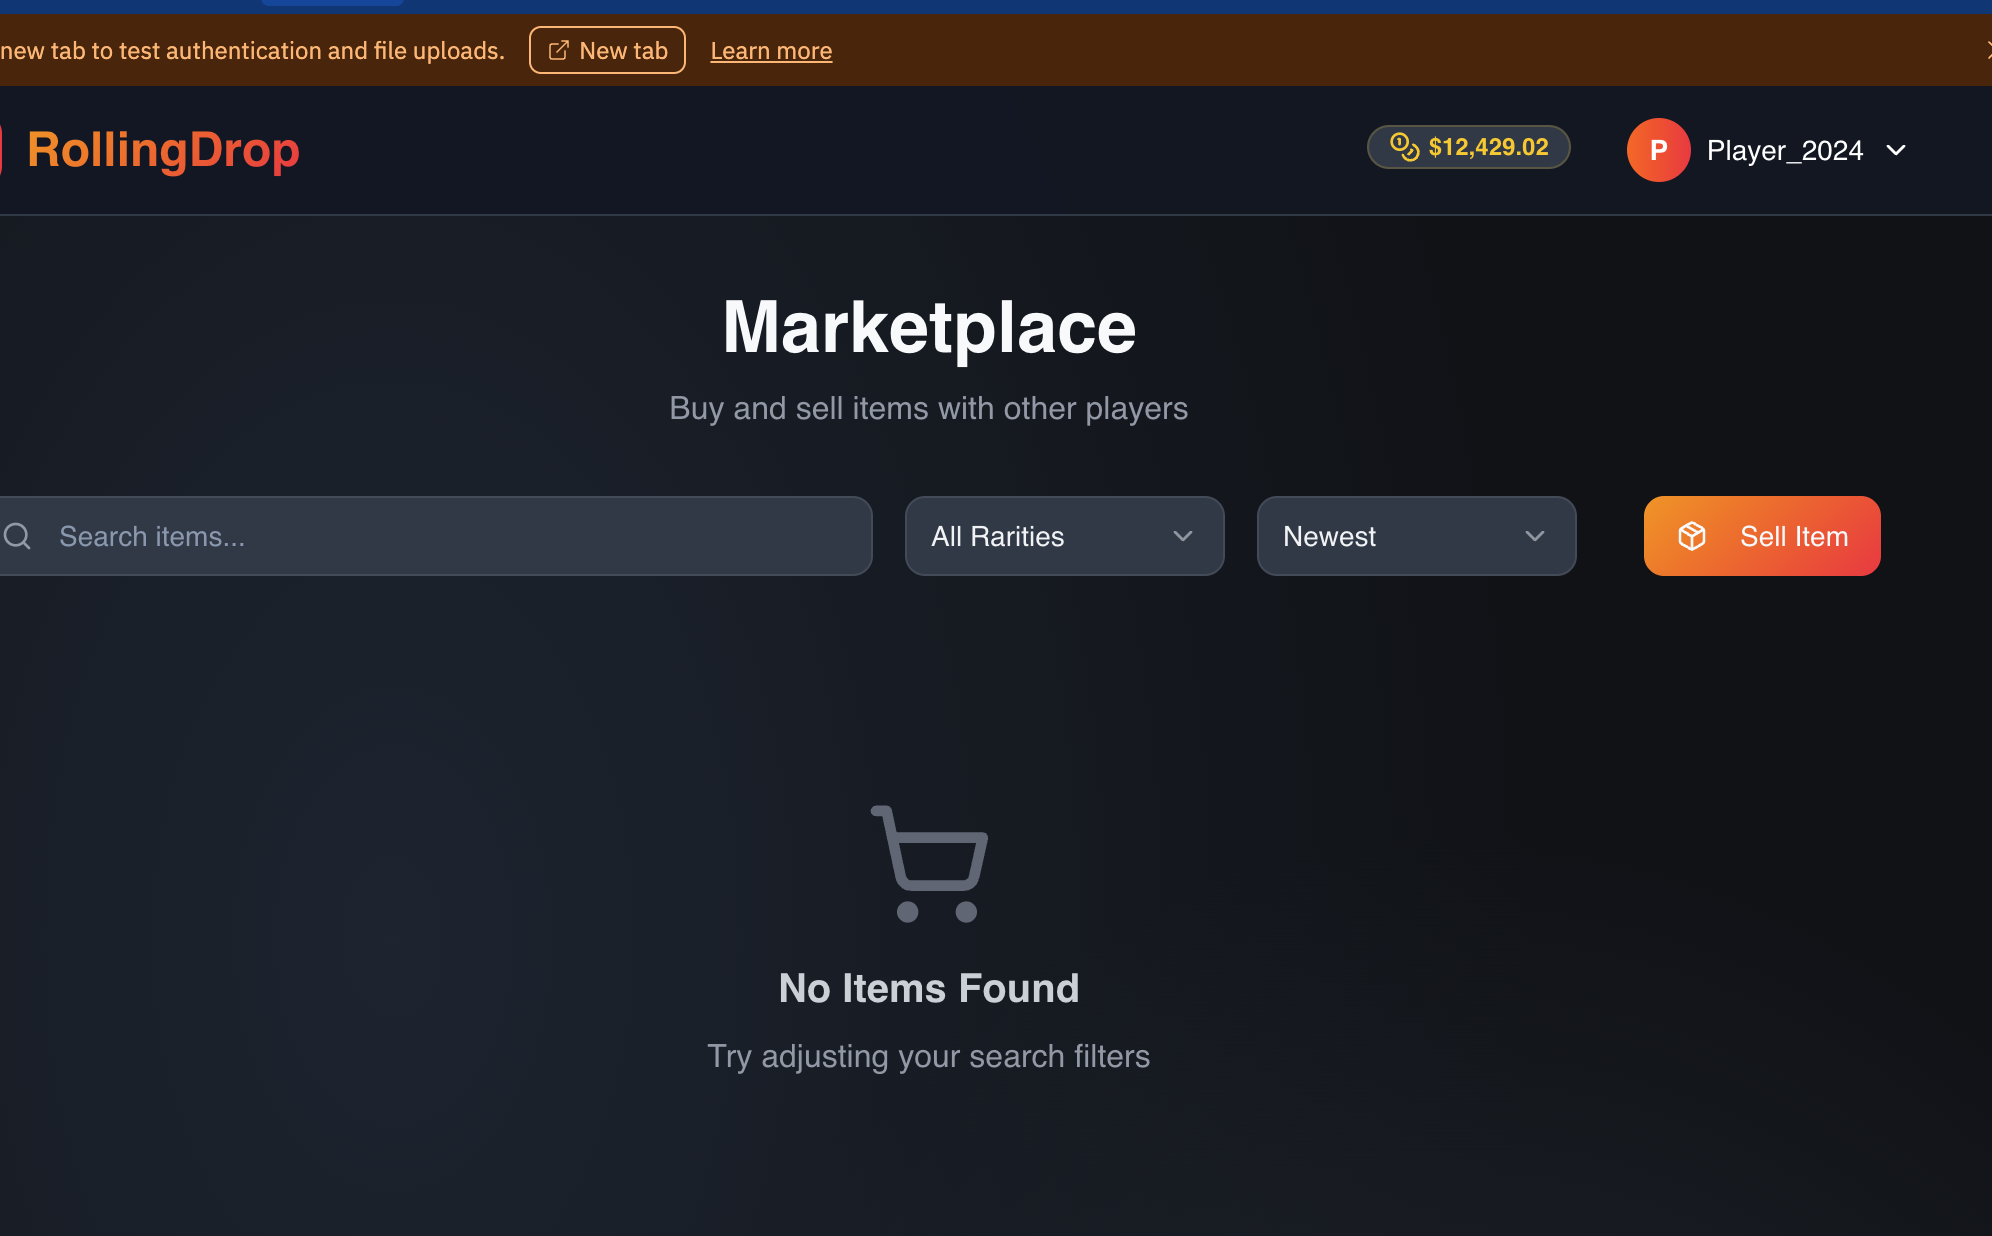 new tab to test authentication and file uploads. New tab Learn more
RollingDrop
$12,429.02
P Player_2024
Marketplace
Buy and sell items with other players
Search items...
All Rarities
Newest
Sell Item
No Items Found
Try adjusting your search filters